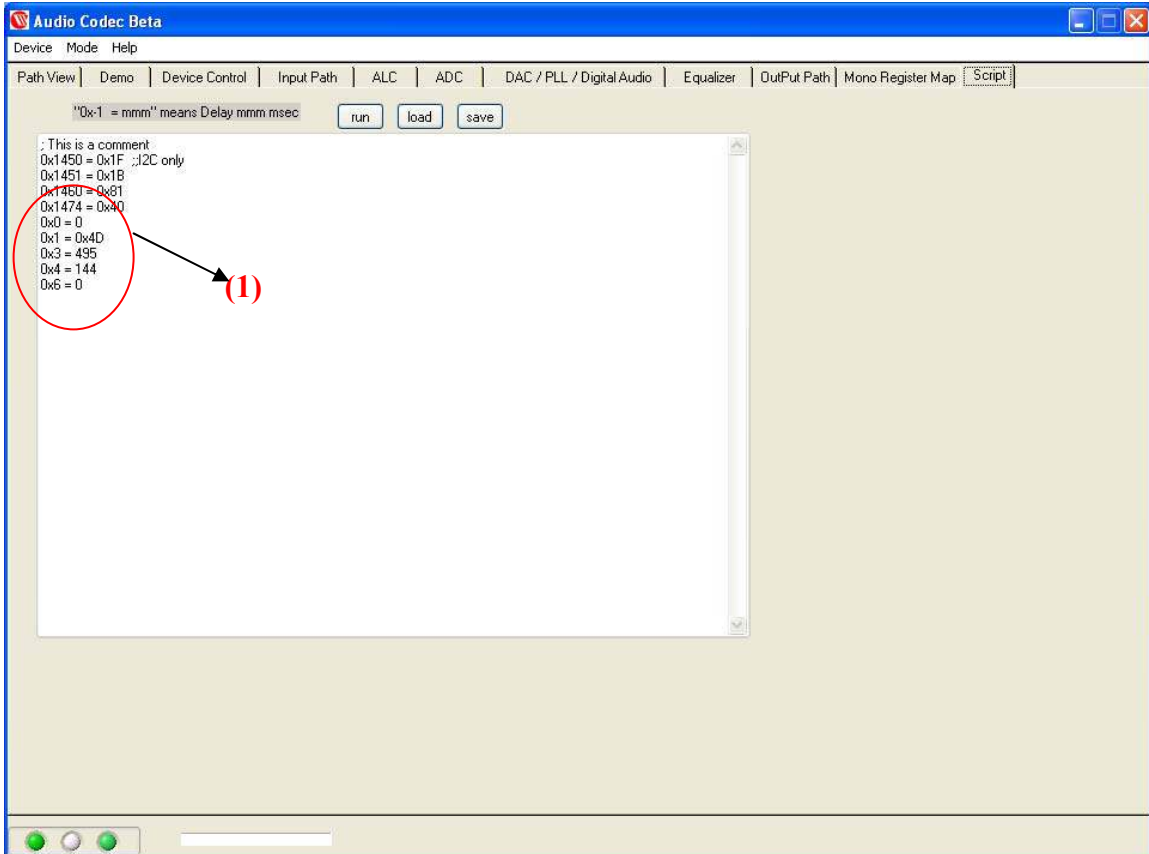 Audio Codec Beta
Device Mode Help
Path View Demo Device Control Input Path ALC ADC DAC / PLL / Digital Audio Equalizer OutPut Path Mono Register Map Script
"0x-1 = mmm" means Delay mmm msec run load save
; This is a comment
0x1450 = 0x1F ;;I2C only
0x1451 = 0x1B
0x1460 = 0x81
0x1474 = 0x40
0x0 = 0
0x1 = 0x4D
0x3 = 495
0x4 = 144
0x6 = 0
(1)